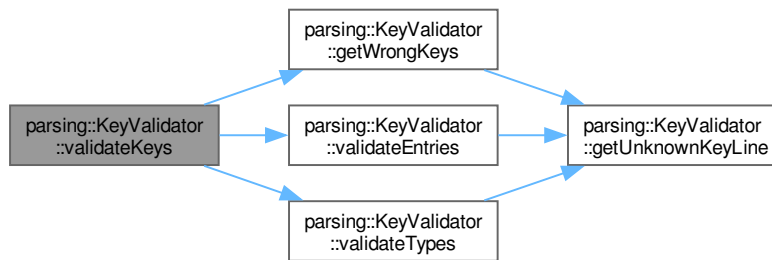 parsing::KeyValidator
::validateKeys
parsing::KeyValidator
::getWrongKeys
parsing::KeyValidator
::validateEntries
parsing::KeyValidator
::validateTypes
parsing::KeyValidator
::getUnknownKeyLine